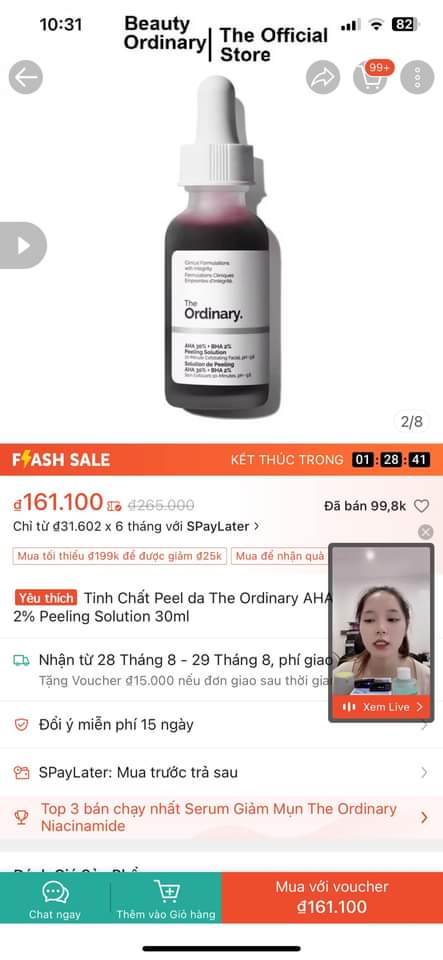 10:31
82
Beauty Ordinary | The Official Store
99+
Clinical Formulations
with Integrity.
Formulations Cliniques
Empreintes d'Intégrité.
The
Ordinary.
AHA 30% + BHA 2%
Peeling Solution
10-Minute Exfoliating Facial,
Solution de Peeling
AHA 30% + BHA 2%
2/8
FLASH SALE
KẾT THÚC TRONG 01 : 28 : 41
₫161.100 ₫265.000
Đã bán 99,8k
Chỉ từ ₫31.602 x 6 tháng với SPayLater >
Mua tối thiểu ₫199k để được giảm ₫25k
Mua để nhận quà
Yêu thích Tinh Chất Peel da The Ordinary AHA
2% Peeling Solution 30ml
Nhận từ 28 Tháng 8 - 29 Tháng 8, phí giao
Tặng Voucher ₫15.000 nếu đơn giao sau thời gia
Xem Live >
Đổi ý miễn phí 15 ngày
SPayLater: Mua trước trả sau
Top 3 bán chạy nhất Serum Giảm Mụn The Ordinary
Niacinamide
Chat ngay
Thêm vào Giỏ hàng
Mua với voucher
₫161.100